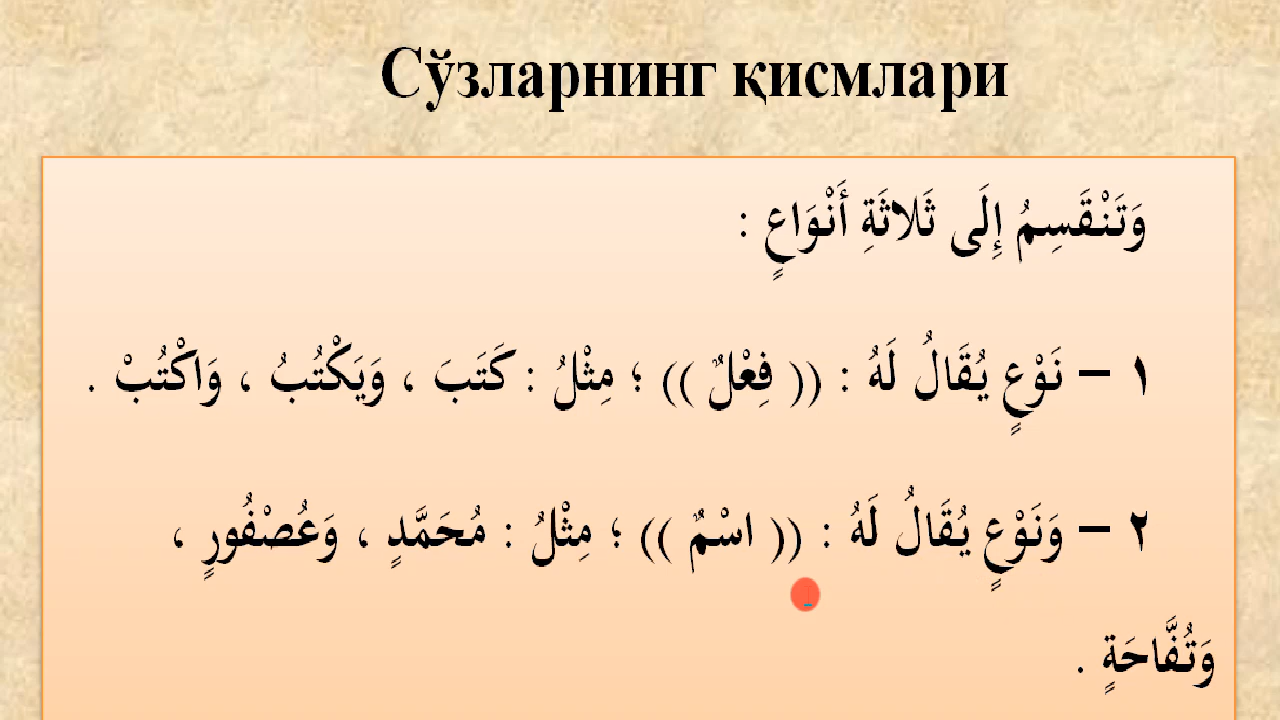 Сўзларнинг қисмлари
وَتَنْقَسِمُ إِلَى ثَلاثَةِ أَنْوَاعٍ :
١ – نَوْعٍ يُقَالُ لَهُ : (( فِعْلٌ )) ؛ مِثْلُ : كَتَبَ ، وَيَكْتُبُ ، وَاكْتُبْ .
٢ – وَنَوْعٍ يُقَالُ لَهُ : (( اسْمٌ )) ؛ مِثْلُ : مُحَمَّدٍ ، وَعُصْفُورٍ ،
وَتُفَّاحَةٍ .